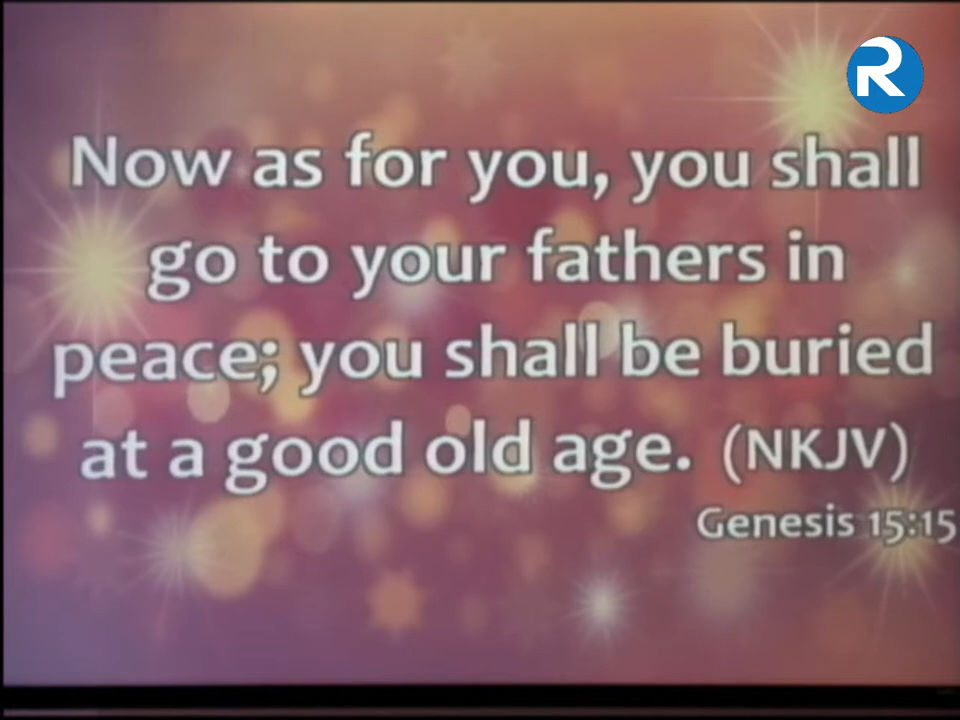 R
Now as for you, you shall
go to your fathers in
peace; you shall be buried
at a good old age. (NKJV)
Genesis 15:15